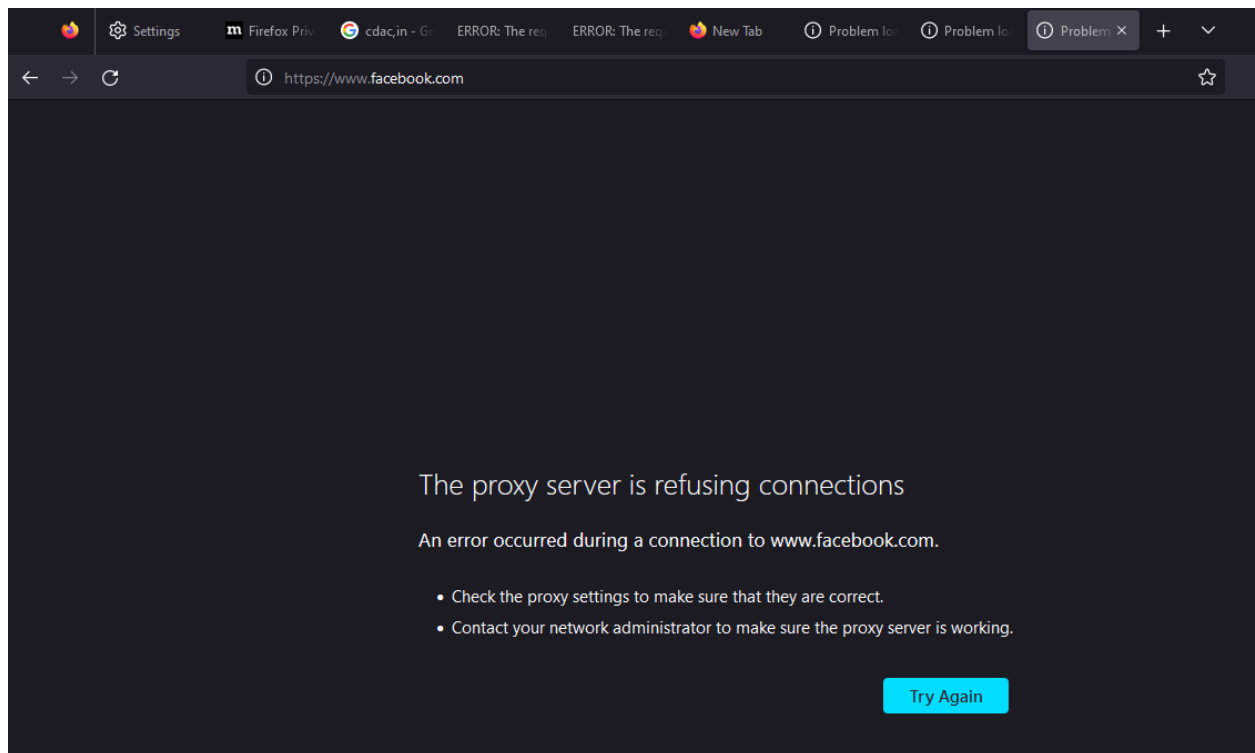 Settings
m Firefox Priv
G cdac,in - Go
ERROR: The req
ERROR: The req
New Tab
Problem loa
Problem loa
Problem
https://www.facebook.com
The proxy server is refusing connections
An error occurred during a connection to www.facebook.com.
• Check the proxy settings to make sure that they are correct.
• Contact your network administrator to make sure the proxy server is working.
Try Again